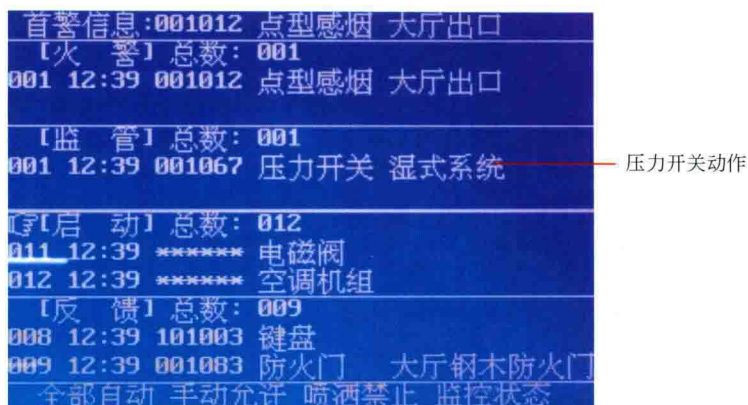 首警信息:001012 点型感烟 大厅出口
[火 警] 总数: 001
001 12:39 001012 点型感烟 大厅出口
[监 管] 总数: 001
001 12:39 001067 压力开关 湿式系统
压力开关动作
☞[启 动] 总数: 012
011 12:39 ****** 电磁阀
012 12:39 ****** 空调机组
[反 馈] 总数: 009
008 12:39 101003 键盘
009 12:39 001083 防火门 大厅钢木防火门
全部自动 手动允许 喷洒禁止 监控状态